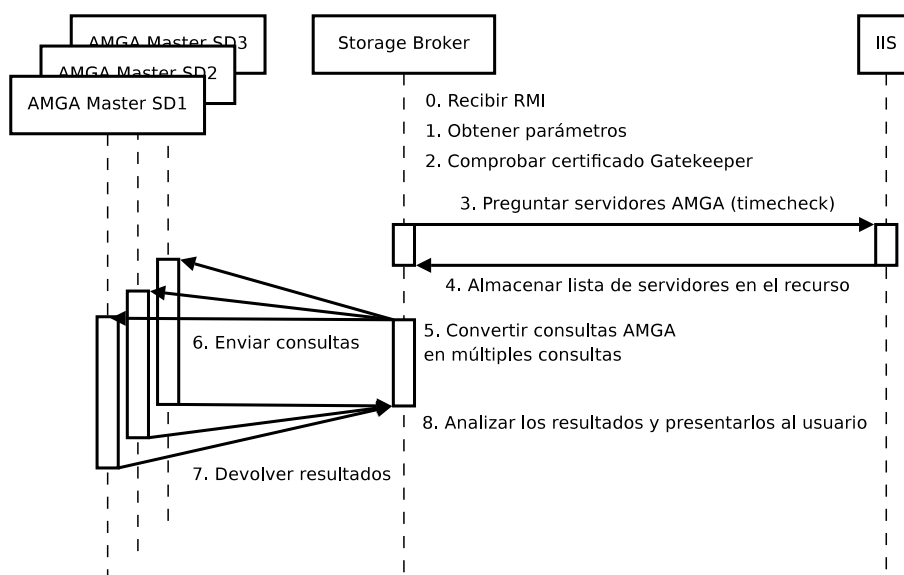 AMGA Master SD3
AMGA Master SD2
AMGA Master SD1
Storage Broker
IIS
0. Recibir RMI
1. Obtener parámetros
2. Comprobar certificado Gatekeeper
3. Preguntar servidores AMGA (timecheck)
4. Almacenar lista de servidores en el recurso
5. Convertir consultas AMGA
en múltiples consultas
6. Enviar consultas
7. Devolver resultados
8. Analizar los resultados y presentarlos al usuario